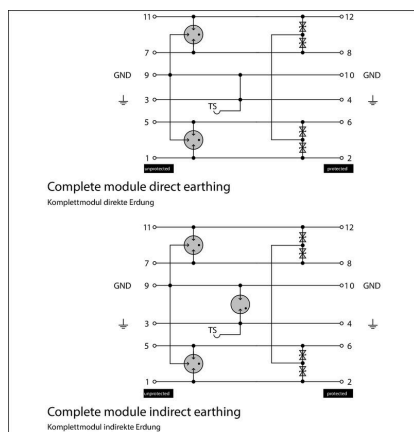 11 12
7 8
GND 9 10 GND
3 4
TS
5 6
1 2
unprotected protected
Complete module direct earthing
Komplettmodul direkte Erdung
11 12
7 8
GND 9 10 GND
3 4
TS
5 6
1 2
unprotected protected
Complete module indirect earthing
Komplettmodul indirekte Erdung